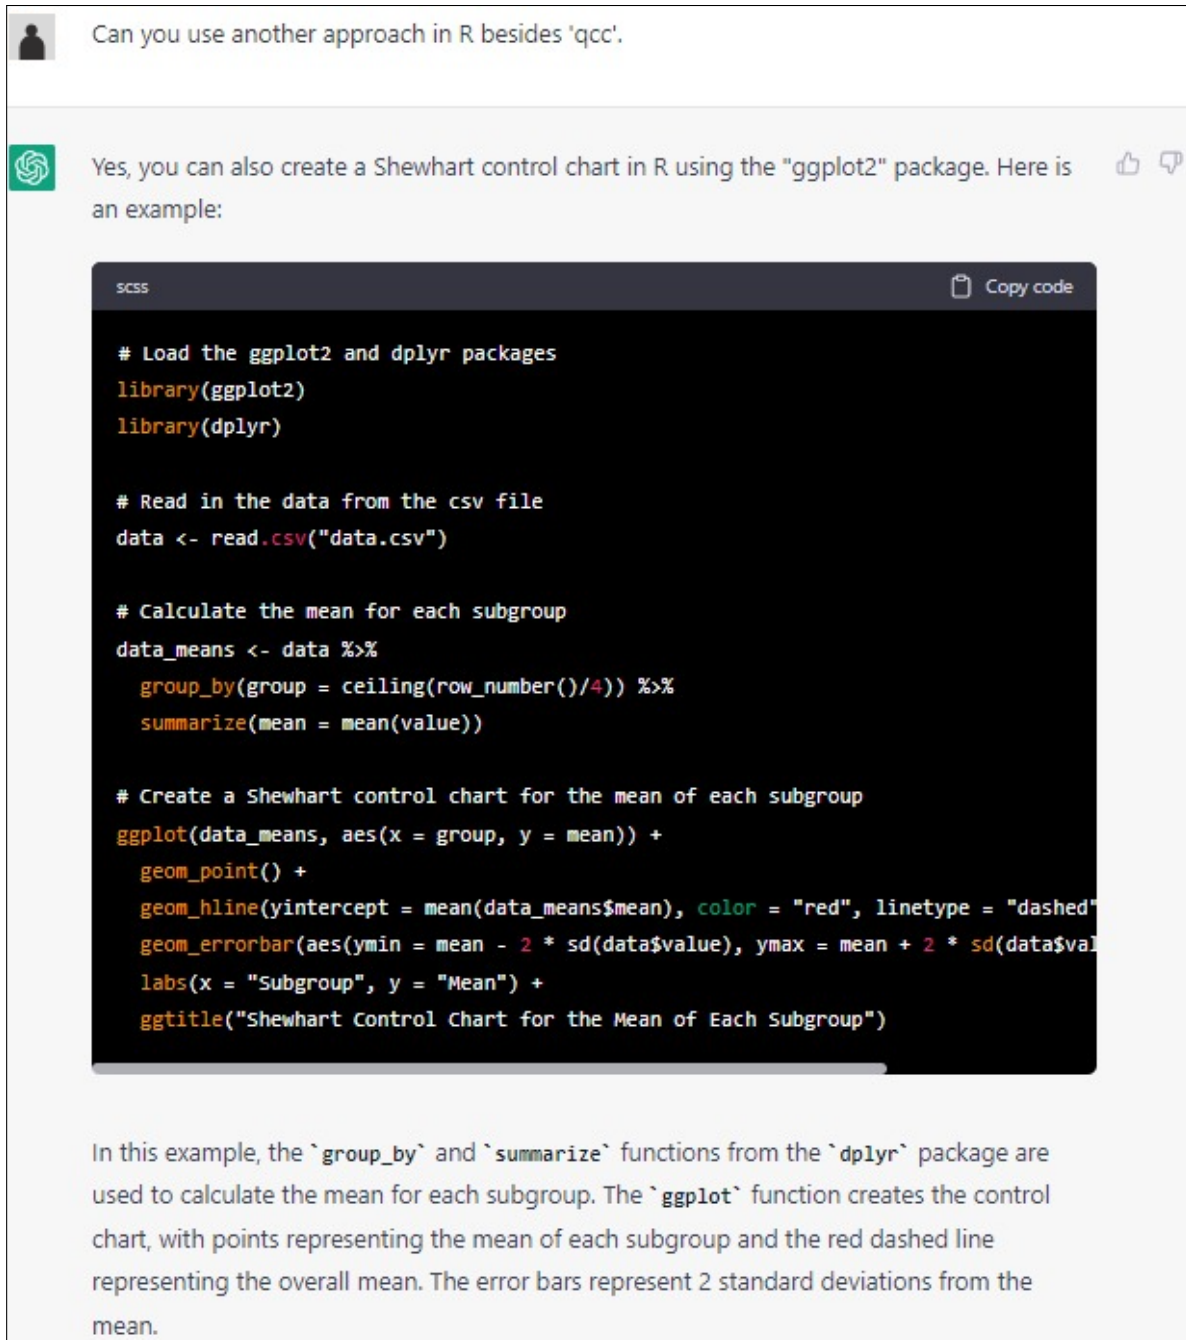 Can you use another approach in R besides 'qcc'.
Yes, you can also create a Shewhart control chart in R using the "ggplot2" package. Here is
an example:
scss Copy code
# Load the ggplot2 and dplyr packages
library(ggplot2)
library(dplyr)
# Read in the data from the csv file
data <- read.csv("data.csv")
# Calculate the mean for each subgroup
data_means <- data %>%
  group_by(group = ceiling(row_number()/4)) %>%
  summarize(mean = mean(value))
# Create a Shewhart control chart for the mean of each subgroup
ggplot(data_means, aes(x = group, y = mean)) +
  geom_point() +
  geom_hline(yintercept = mean(data_means$mean), color = "red", linetype = "dashed"
  geom_errorbar(aes(ymin = mean - 2 * sd(data$value), ymax = mean + 2 * sd(data$val
  labs(x = "Subgroup", y = "Mean") +
  ggtitle("Shewhart Control Chart for the Mean of Each Subgroup")
In this example, the `group_by` and `summarize` functions from the `dplyr` package are
used to calculate the mean for each subgroup. The `ggplot` function creates the control
chart, with points representing the mean of each subgroup and the red dashed line
representing the overall mean. The error bars represent 2 standard deviations from the
mean.